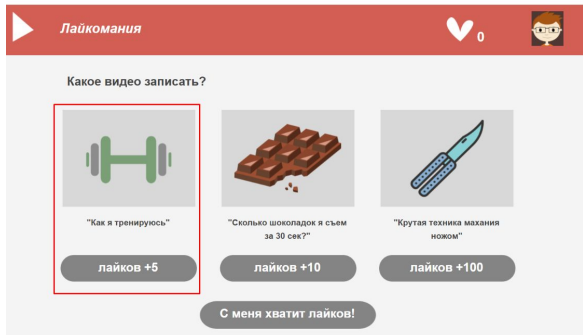 Лайкомания
0
Какое видео записать?
"Как я тренируюсь"
"Сколько шоколадок я съем
за 30 сек?"
"Крутая техника махания
ножом"
лайков +5
лайков +10
лайков +100
С меня хватит лайков!